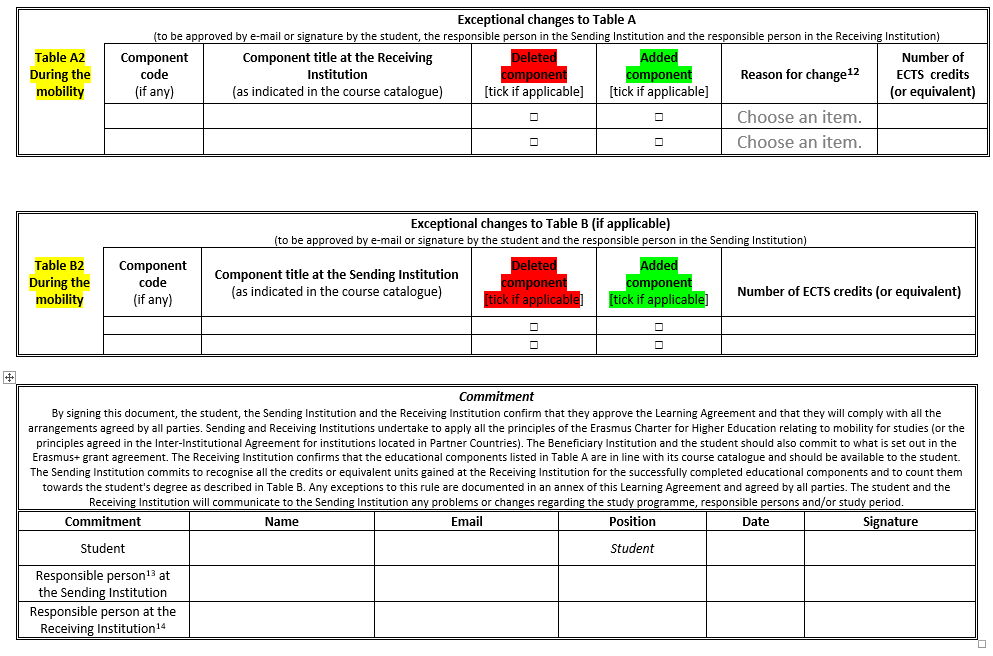 Exceptional changes to Table A
(to be approved by e-mail or signature by the student, the responsible person in the Sending Institution and the responsible person in the Receiving Institution)
Table A2
During the
mobility
Component
code
(if any)
Component title at the Receiving
Institution
(as indicated in the course catalogue)
Deleted
component
[tick if applicable]
Added
component
[tick if applicable]
Reason for change12
Number of
ECTS credits
(or equivalent)
☐ ☐ Choose an item.
☐ ☐ Choose an item.
Exceptional changes to Table B (if applicable)
(to be approved by e-mail or signature by the student and the responsible person in the Sending Institution)
Table B2
During the
mobility
Component
code
(if any)
Component title at the Sending Institution
(as indicated in the course catalogue)
Deleted
component
[tick if applicable]
Added
component
[tick if applicable]
Number of ECTS credits (or equivalent)
☐ ☐
☐ ☐
Commitment
By signing this document, the student, the Sending Institution and the Receiving Institution confirm that they approve the Learning Agreement and that they will comply with all the
arrangements agreed by all parties. Sending and Receiving Institutions undertake to apply all the principles of the Erasmus Charter for Higher Education relating to mobility for studies (or the
principles agreed in the Inter-Institutional Agreement for institutions located in Partner Countries). The Beneficiary Institution and the student should also commit to what is set out in the
Erasmus+ grant agreement. The Receiving Institution confirms that the educational components listed in Table A are in line with its course catalogue and should be available to the student.
The Sending Institution commits to recognise all the credits or equivalent units gained at the Receiving Institution for the successfully completed educational components and to count them
towards the student's degree as described in Table B. Any exceptions to this rule are documented in an annex of this Learning Agreement and agreed by all parties. The student and the
Receiving Institution will communicate to the Sending Institution any problems or changes regarding the study programme, responsible persons and/or study period.
Commitment Name Email Position Date Signature
Student Student
Responsible person13 at
the Sending Institution
Responsible person at the
Receiving Institution14